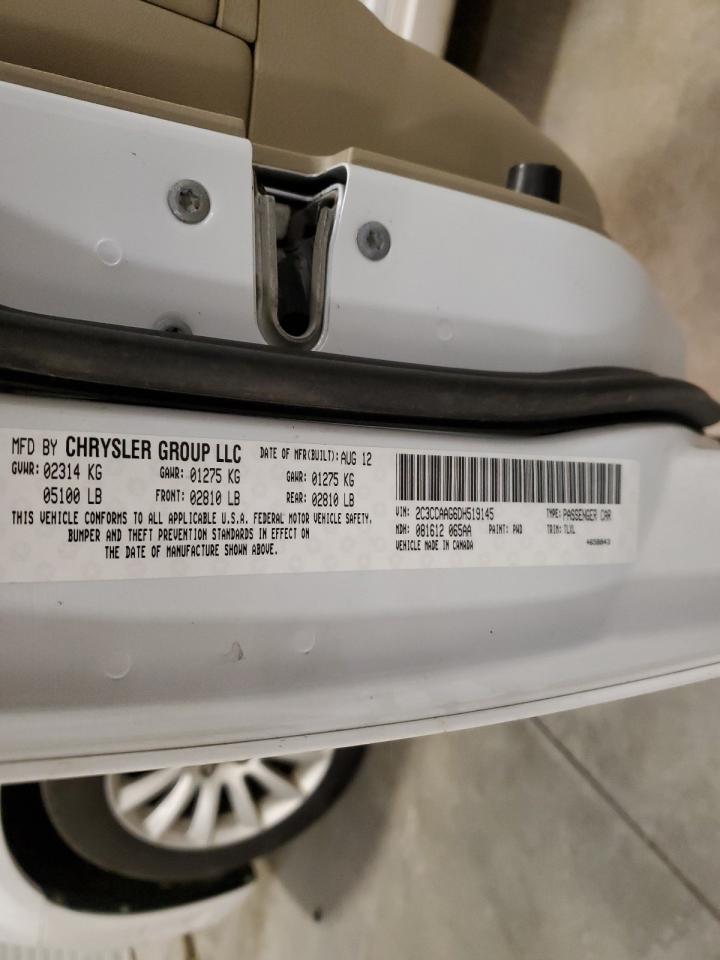 MFD BY CHRYSLER GROUP LLC DATE OF MFR(BUILT): AUG 12
GVWR: 02314 KG GAWR: 01275 KG GAWR: 01275 KG
05100 LB FRONT: 02810 LB REAR: 02810 LB
THIS VEHICLE CONFORMS TO ALL APPLICABLE U.S.A. FEDERAL MOTOR VEHICLE SAFETY,
BUMPER AND THEFT PREVENTION STANDARDS IN EFFECT ON
THE DATE OF MANUFACTURE SHOWN ABOVE.
VIN: 2C3CCAAG6DH519145 TYPE: PASSENGER CAR
MDH: 081612 065AA PAINT: PWD TRIM: TLXL
VEHICLE MADE IN CANADA 4658043